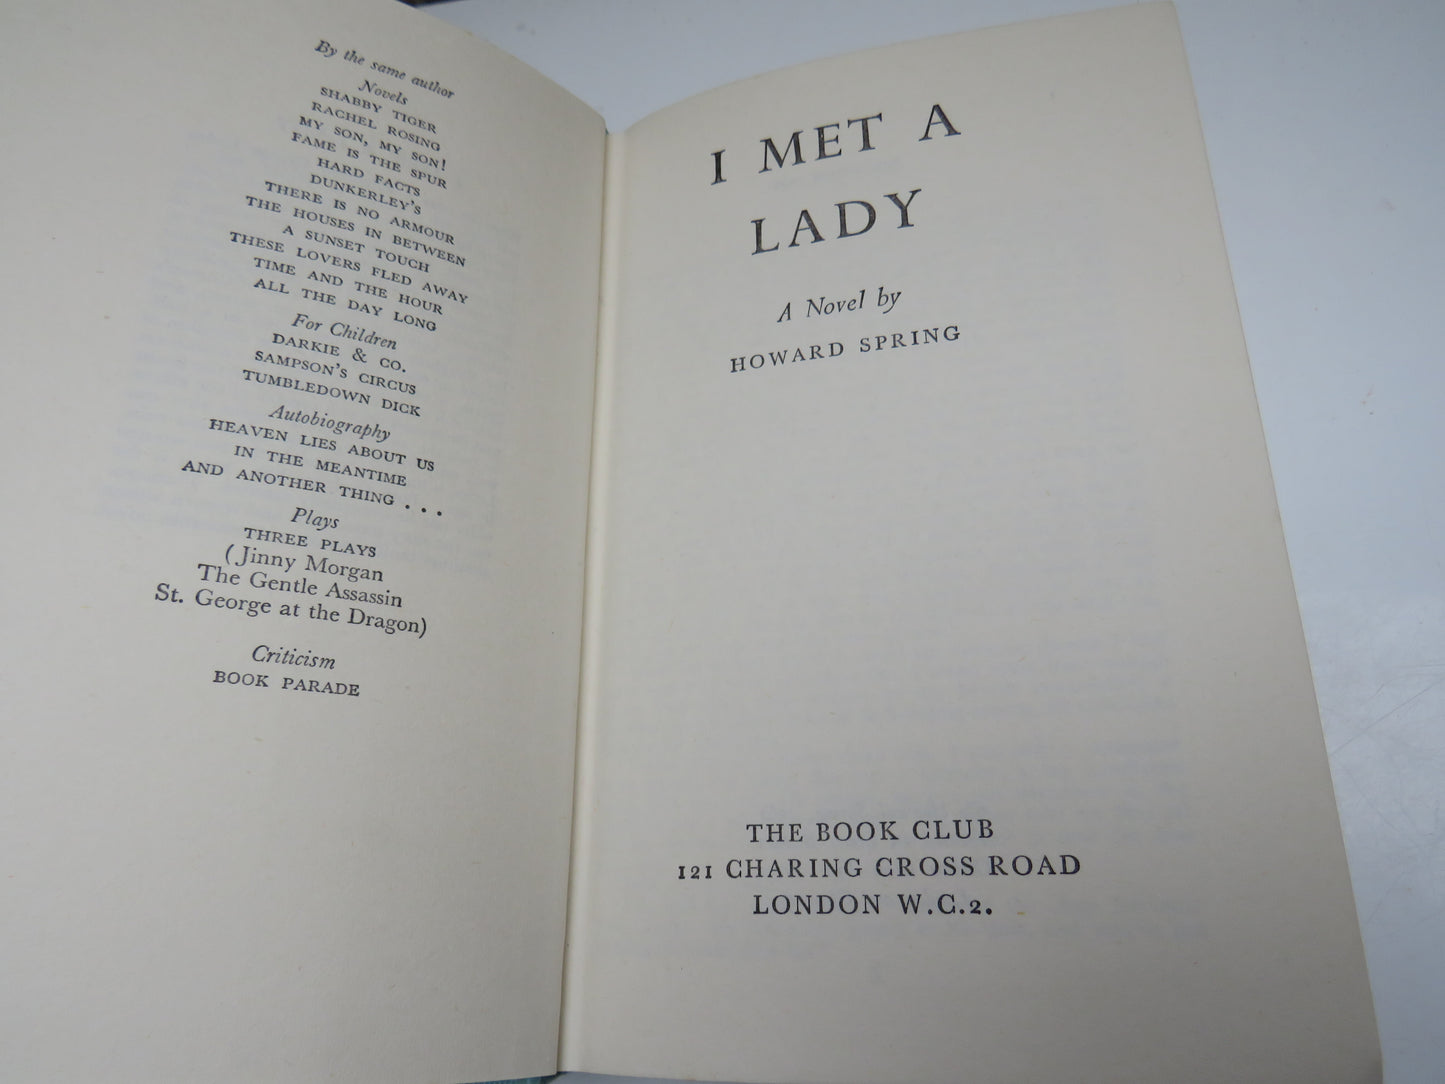 By the same author
Novels
SHABBY TIGER
RACHEL ROSING
MY SON, MY SON!
FAME IS THE SPUR
HARD FACTS
DUNKERLEY'S
THERE IS NO ARMOUR
THE HOUSES IN BETWEEN
A SUNSET TOUCH
THESE LOVERS FLED AWAY
TIME AND THE HOUR
ALL THE DAY LONG
For Children
DARKIE & CO.
SAMPSON'S CIRCUS
TUMBLEDOWN DICK
Autobiography
HEAVEN LIES ABOUT US
IN THE MEANTIME
AND ANOTHER THING . . .
Plays
THREE PLAYS
(Jinny Morgan
The Gentle Assassin
St. George at the Dragon)
Criticism
BOOK PARADE
I MET A
LADY
A Novel by
HOWARD SPRING
THE BOOK CLUB
121 CHARING CROSS ROAD
LONDON W.C.2.